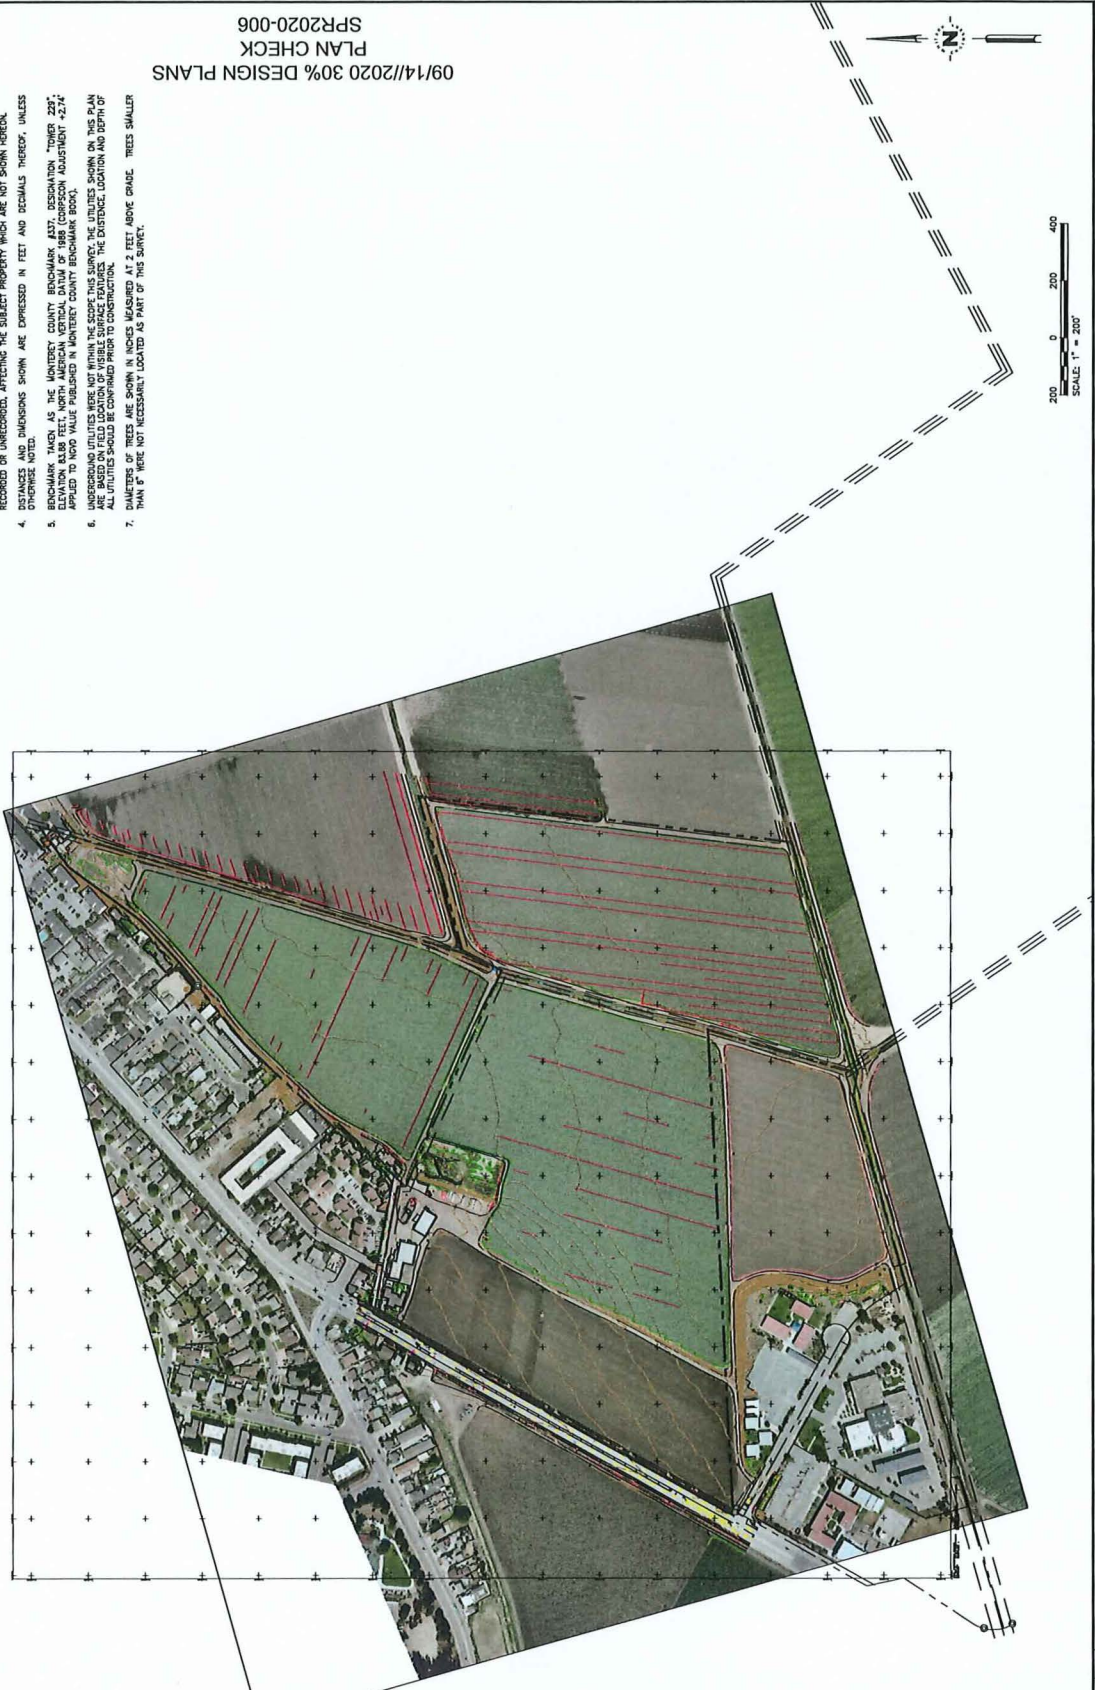 09/14//2020 30% DESIGN PLANS
PLAN CHECK
SPR2020-006
RECORDED OR UNRECORDED, AFFECTING THE SUBJECT PROPERTY WHICH ARE NOT SHOWN HEREON.
4. DISTANCES AND DIMENSIONS SHOWN ARE EXPRESSED IN FEET AND DECIMALS THEREOF, UNLESS
OTHERWISE NOTED.
5. BENCHMARK TAKEN AS THE MONTEREY COUNTY BENCHMARK #337, DESIGNATION "TOWER 229",
ELEVATION 83.88 FEET, NORTH AMERICAN VERTICAL DATUM OF 1988 (CORPSCON ADJUSTMENT +2.74'
APPLIED TO NGVD VALUE PUBLISHED IN MONTEREY COUNTY BENCHMARK BOOK).
6. UNDERGROUND UTILITIES WERE NOT WITHIN THE SCOPE THIS SURVEY. THE UTILITIES SHOWN ON THIS PLAN
ARE BASED ON FIELD LOCATION OF VISIBLE SURFACE FEATURES. THE EXISTENCE, LOCATION AND DEPTH OF
ALL UTILITIES SHOULD BE CONFIRMED PRIOR TO CONSTRUCTION.
7. DIAMETERS OF TREES ARE SHOWN IN INCHES MEASURED AT 2 FEET ABOVE GRADE. TREES SMALLER
THAN 6" WERE NOT NECESSARILY LOCATED AS PART OF THIS SURVEY.
N
200 0 200 400
SCALE: 1" = 200'